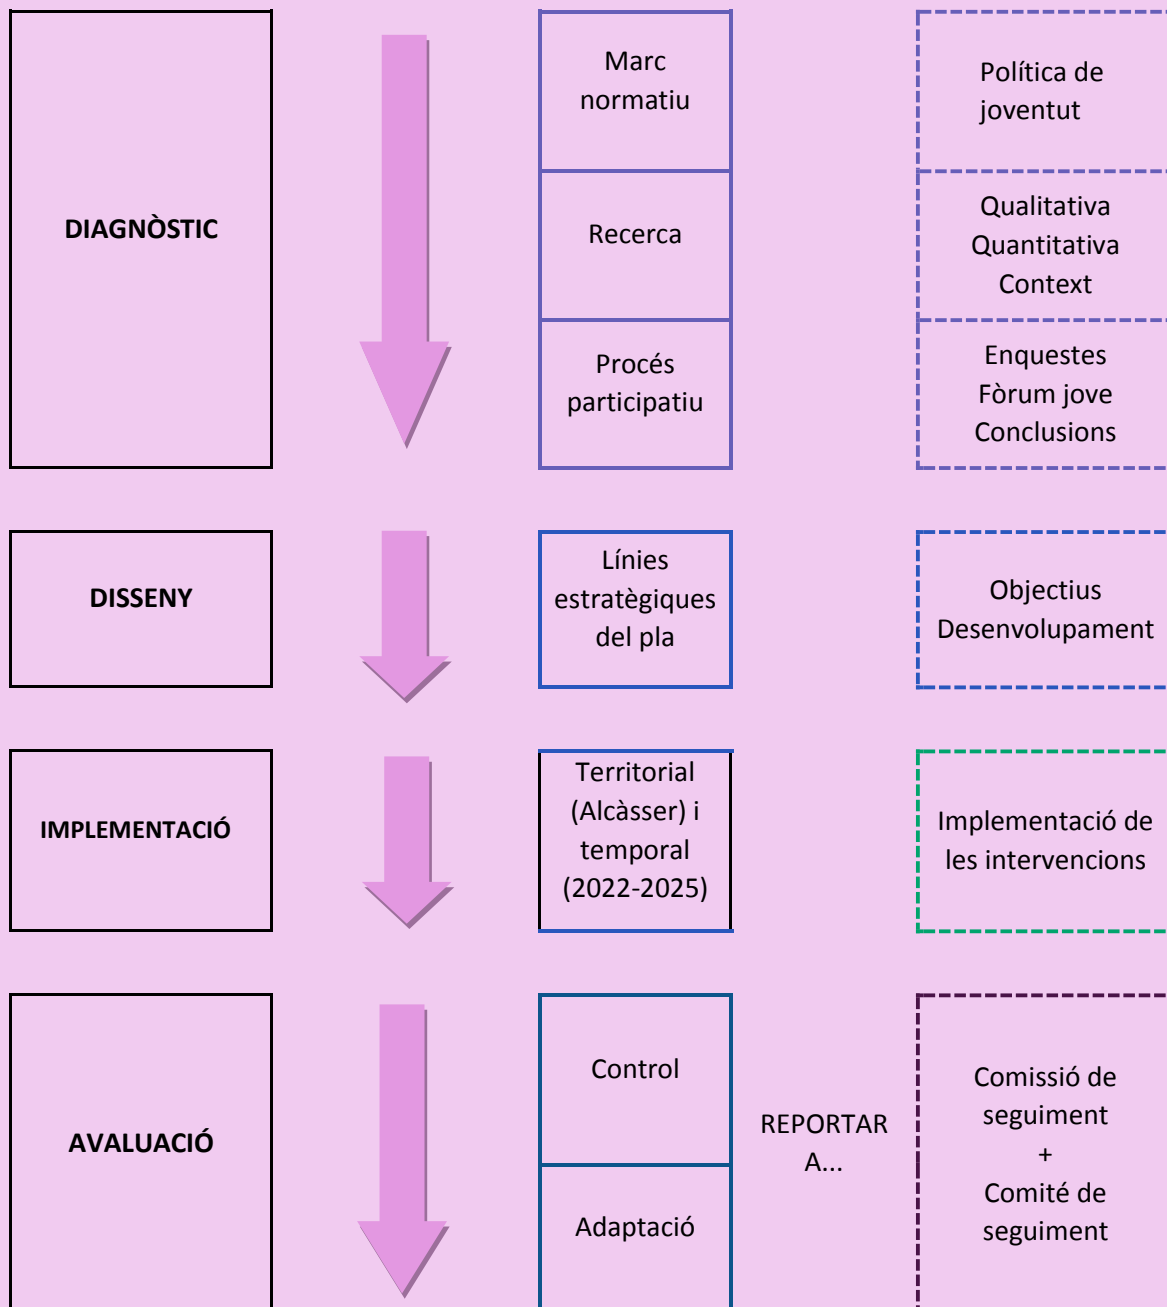 DIAGNÒSTIC
Marc
normatiu
Política de
joventut
Recerca
Qualitativa
Quantitativa
Context
Procés
participatiu
Enquestes
Fòrum jove
Conclusions
DISSENY
Línies
estratègiques
del pla
Objectius
Desenvolupament
IMPLEMENTACIÓ
Territorial
(Alcàsser) i
temporal
(2022-2025)
Implementació de
les intervencions
AVALUACIÓ
Control
Adaptació
REPORTAR
A...
Comissió de
seguiment
+
Comité de
seguiment